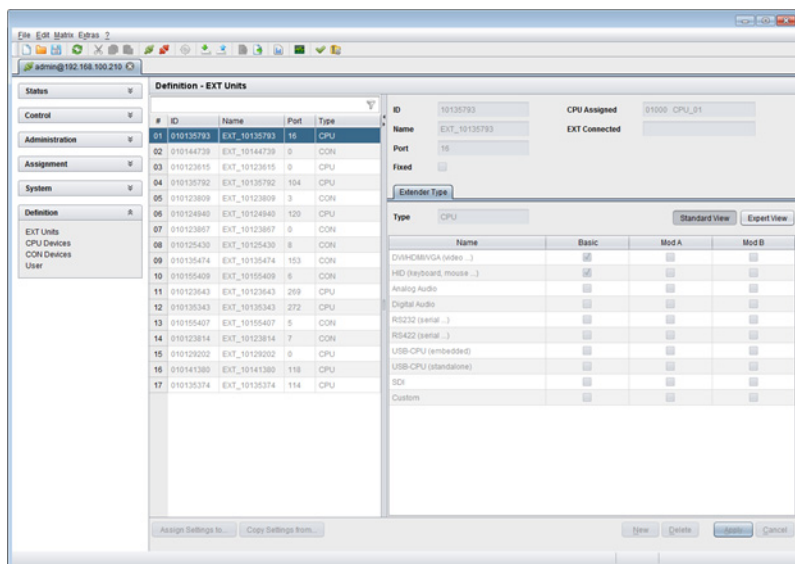 File Edit Matrix Extras ?
admin@192.168.100.210
Status
Control
Administration
Assignment
System
Definition
EXT Units
CPU Devices
CON Devices
User
Definition - EXT Units
# ID Name Port Type
01 010135793 EXT_10135793 16 CPU
02 010144739 EXT_10144739 0 CON
03 010123615 EXT_10123615 0 CPU
04 010135792 EXT_10135792 104 CPU
05 010123809 EXT_10123809 3 CON
06 010124940 EXT_10124940 120 CPU
07 010123867 EXT_10123867 0 CPU
08 010125430 EXT_10125430 8 CON
09 010135474 EXT_10135474 153 CPU
10 010155409 EXT_10155409 6 CON
11 010123643 EXT_10123643 269 CPU
12 010135343 EXT_10135343 272 CPU
13 010155407 EXT_10155407 5 CON
14 010123814 EXT_10123814 7 CON
15 010129202 EXT_10129202 0 CPU
16 010141380 EXT_10141380 118 CPU
17 010135374 EXT_10135374 114 CPU
ID 10135793 CPU Assigned 01000 CPU_01
Name EXT_10135793 EXT Connected
Port 16
Fixed
Extender Type
Type CPU Standard View Expert View
Name Basic Mod A Mod B
DVI/HDMI/VGA (video ...)
HID (keyboard, mouse ...)
Analog Audio
Digital Audio
RS232 (serial ...)
RS422 (serial ...)
USB-CPU (embedded)
USB-CPU (standalone)
SDI
Custom
Assign Settings to... Copy Settings from... New Delete Apply Cancel